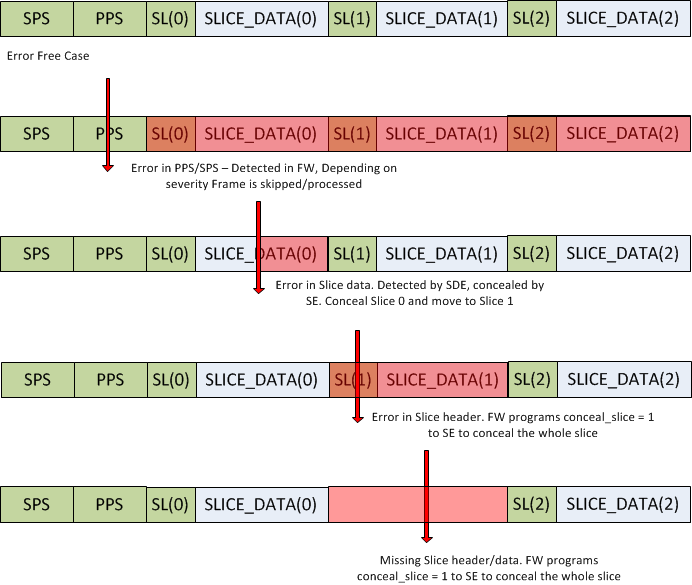 SPS PPS SL(0) SLICE_DATA(0) SL(1) SLICE_DATA(1) SL(2) SLICE_DATA(2)
Error Free Case
SPS PPS SL(0) SLICE_DATA(0) SL(1) SLICE_DATA(1) SL(2) SLICE_DATA(2)
Error in PPS/SPS – Detected in FW, Depending on
severity Frame is skipped/processed
SPS PPS SL(0) SLICE_DATA(0) SL(1) SLICE_DATA(1) SL(2) SLICE_DATA(2)
Error in Slice data. Detected by SDE, concealed by
SE. Conceal Slice 0 and move to Slice 1
SPS PPS SL(0) SLICE_DATA(0) SL(1) SLICE_DATA(1) SL(2) SLICE_DATA(2)
Error in Slice header. FW programs conceal_slice = 1
to SE to conceal the whole slice
SPS PPS SL(0) SLICE_DATA(0) SL(2) SLICE_DATA(2)
Missing Slice header/data. FW programs
conceal_slice = 1 to SE to conceal the whole slice